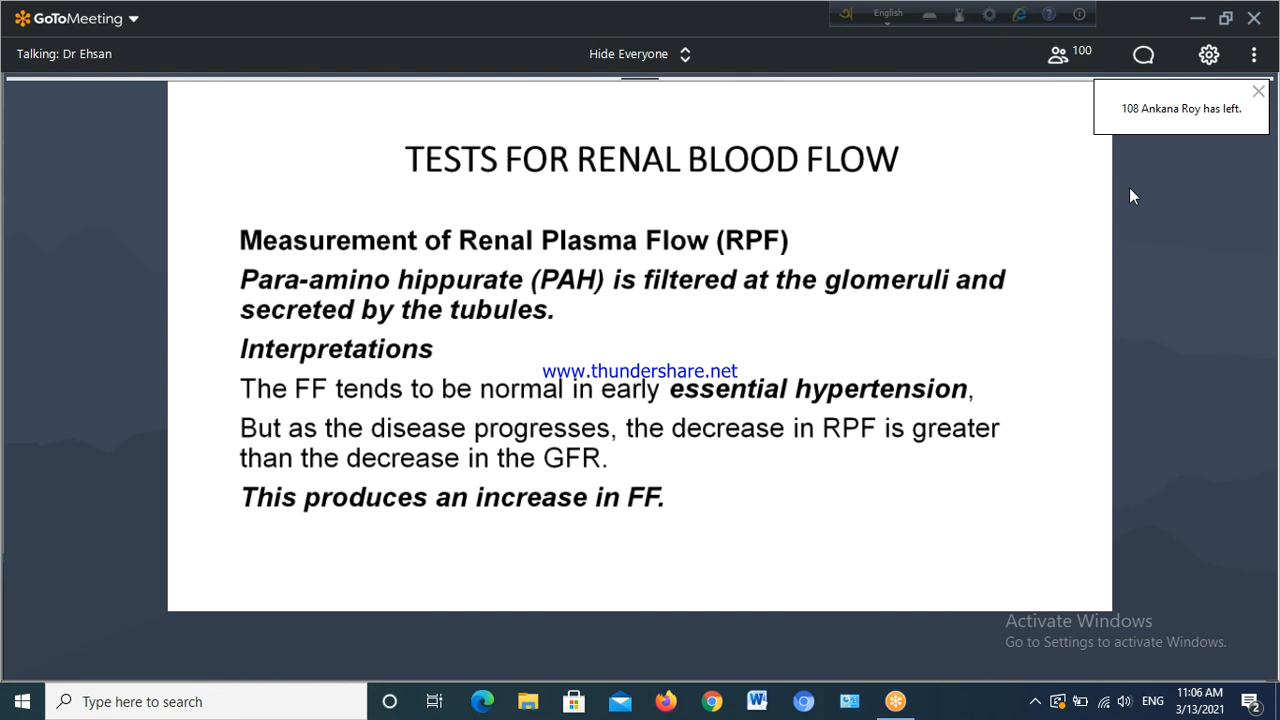 GoToMeeting
English
Talking: Dr Ehsan
Hide Everyone
100
108 Ankana Roy has left.
TESTS FOR RENAL BLOOD FLOW
Measurement of Renal Plasma Flow (RPF)
Para-amino hippurate (PAH) is filtered at the glomeruli and
secreted by the tubules.
Interpretations
www.thundershare.net
The FF tends to be normal in early essential hypertension,
But as the disease progresses, the decrease in RPF is greater
than the decrease in the GFR.
This produces an increase in FF.
Activate Windows
Go to Settings to activate Windows.
Type here to search
ENG
11:06 AM
3/13/2021
2